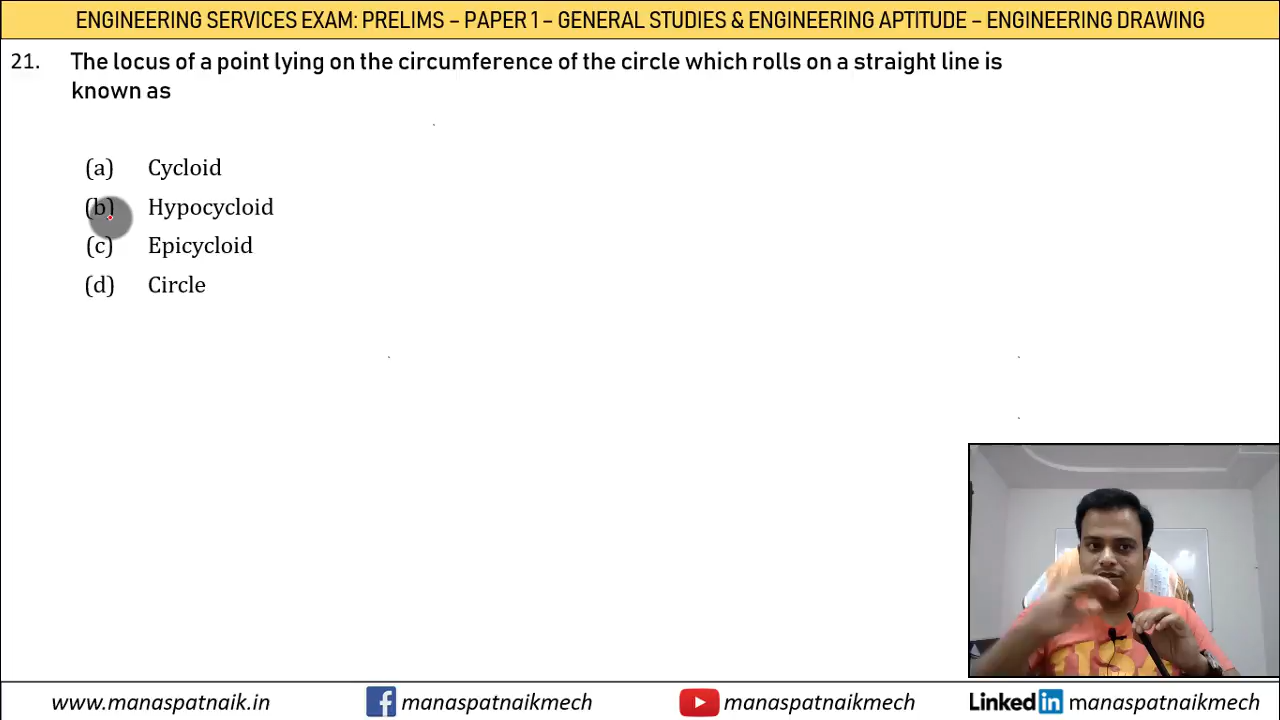 ENGINEERING SERVICES EXAM: PRELIMS – PAPER 1 – GENERAL STUDIES & ENGINEERING APTITUDE – ENGINEERING DRAWING
21. The locus of a point lying on the circumference of the circle which rolls on a straight line is
known as
(a) Cycloid
(b) Hypocycloid
(c) Epicycloid
(d) Circle
USA
www.manaspatnaik.in manaspatnaikmech manaspatnaikmech Linked in manaspatnaikmech